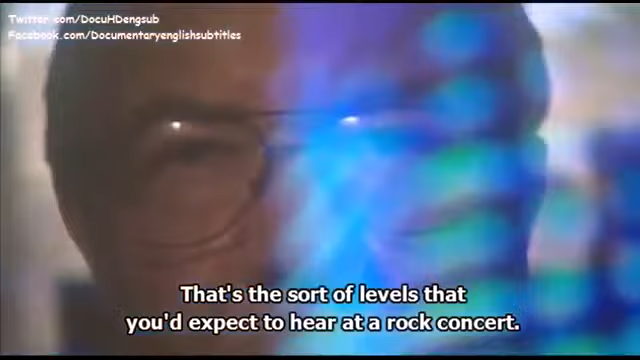 Twitter.com/DocuHDengsub
Facebook.com/Documentaryenglishsubtitles
That's the sort of levels that
you'd expect to hear at a rock concert.